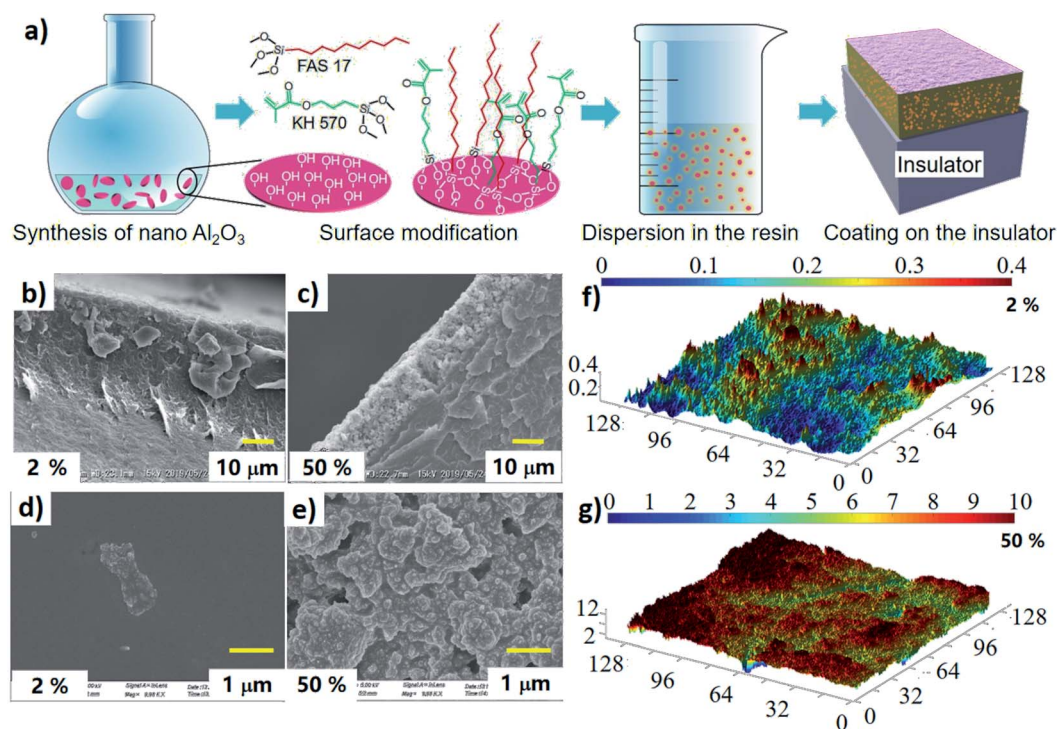 a)
Si
O
FAS 17
KH 570
OH
Synthesis of nano Al₂O₃
Surface modification
Dispersion in the resin
Insulator
Coating on the insulator
b)
2 %
10 μm
c)
50 %
10 μm
d)
2 %
1 μm
e)
50 %
1 μm
0 0.1 0.2 0.3 0.4
f)
2 %
0.4
0.2
128 96 64 32 0
0 32 64 96 128
0 1 2 3 4 5 6 7 8 9 10
g)
50 %
12
2
128 96 64 32 0
0 32 64 96 128